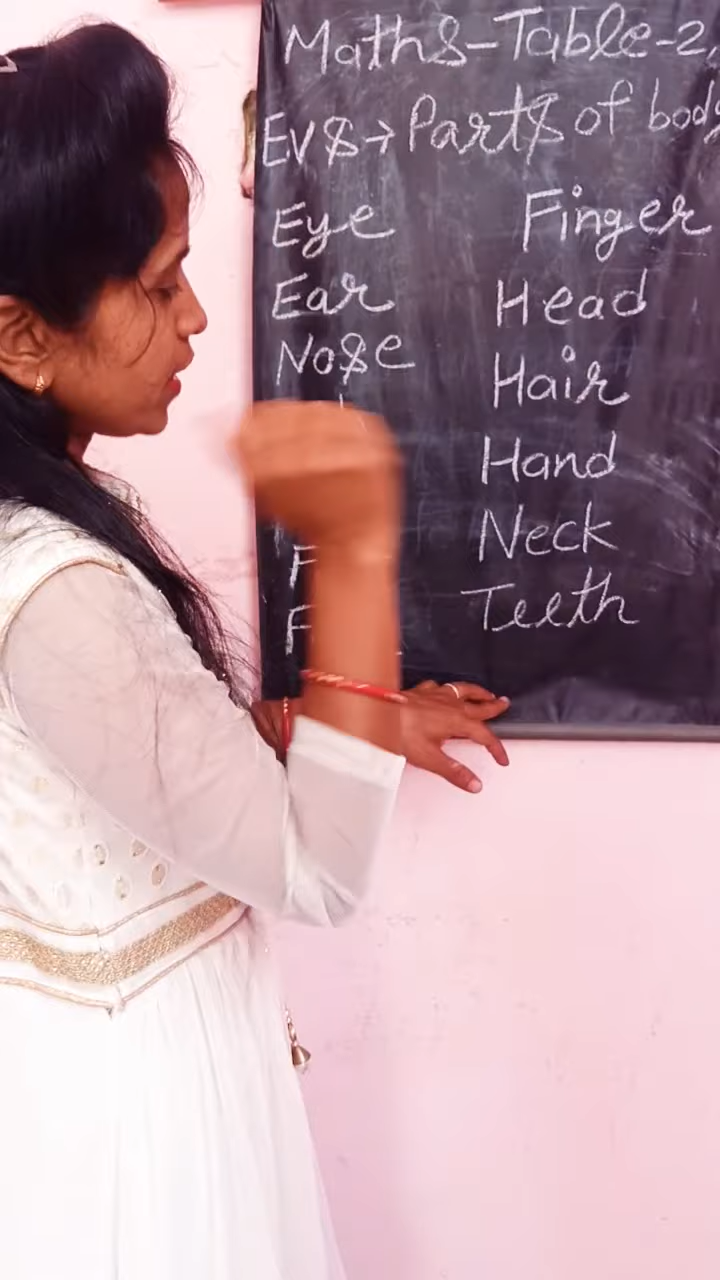 Maths-Table-2,
EVS→Parts of body
Eye Finger
Ear Head
Nose Hair
Hand
Neck
Teeth